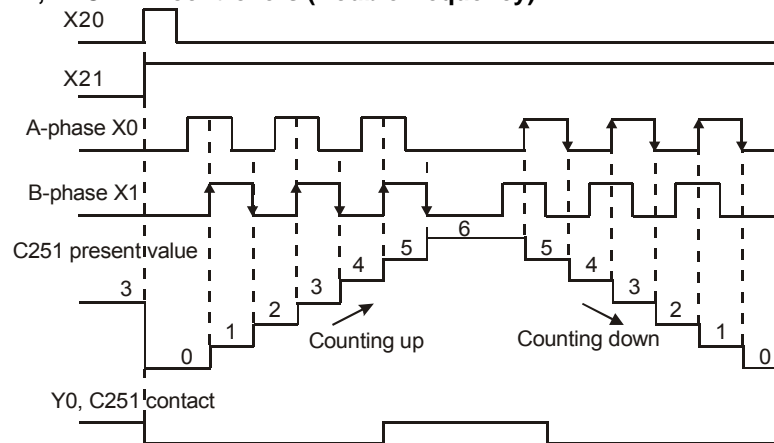 X20
X21
A-phase X0
B-phase X1
C251 present value
3
0
1
2
3
4
5
6
5
4
3
2
1
0
Counting up
Counting down
Y0, C251 contact